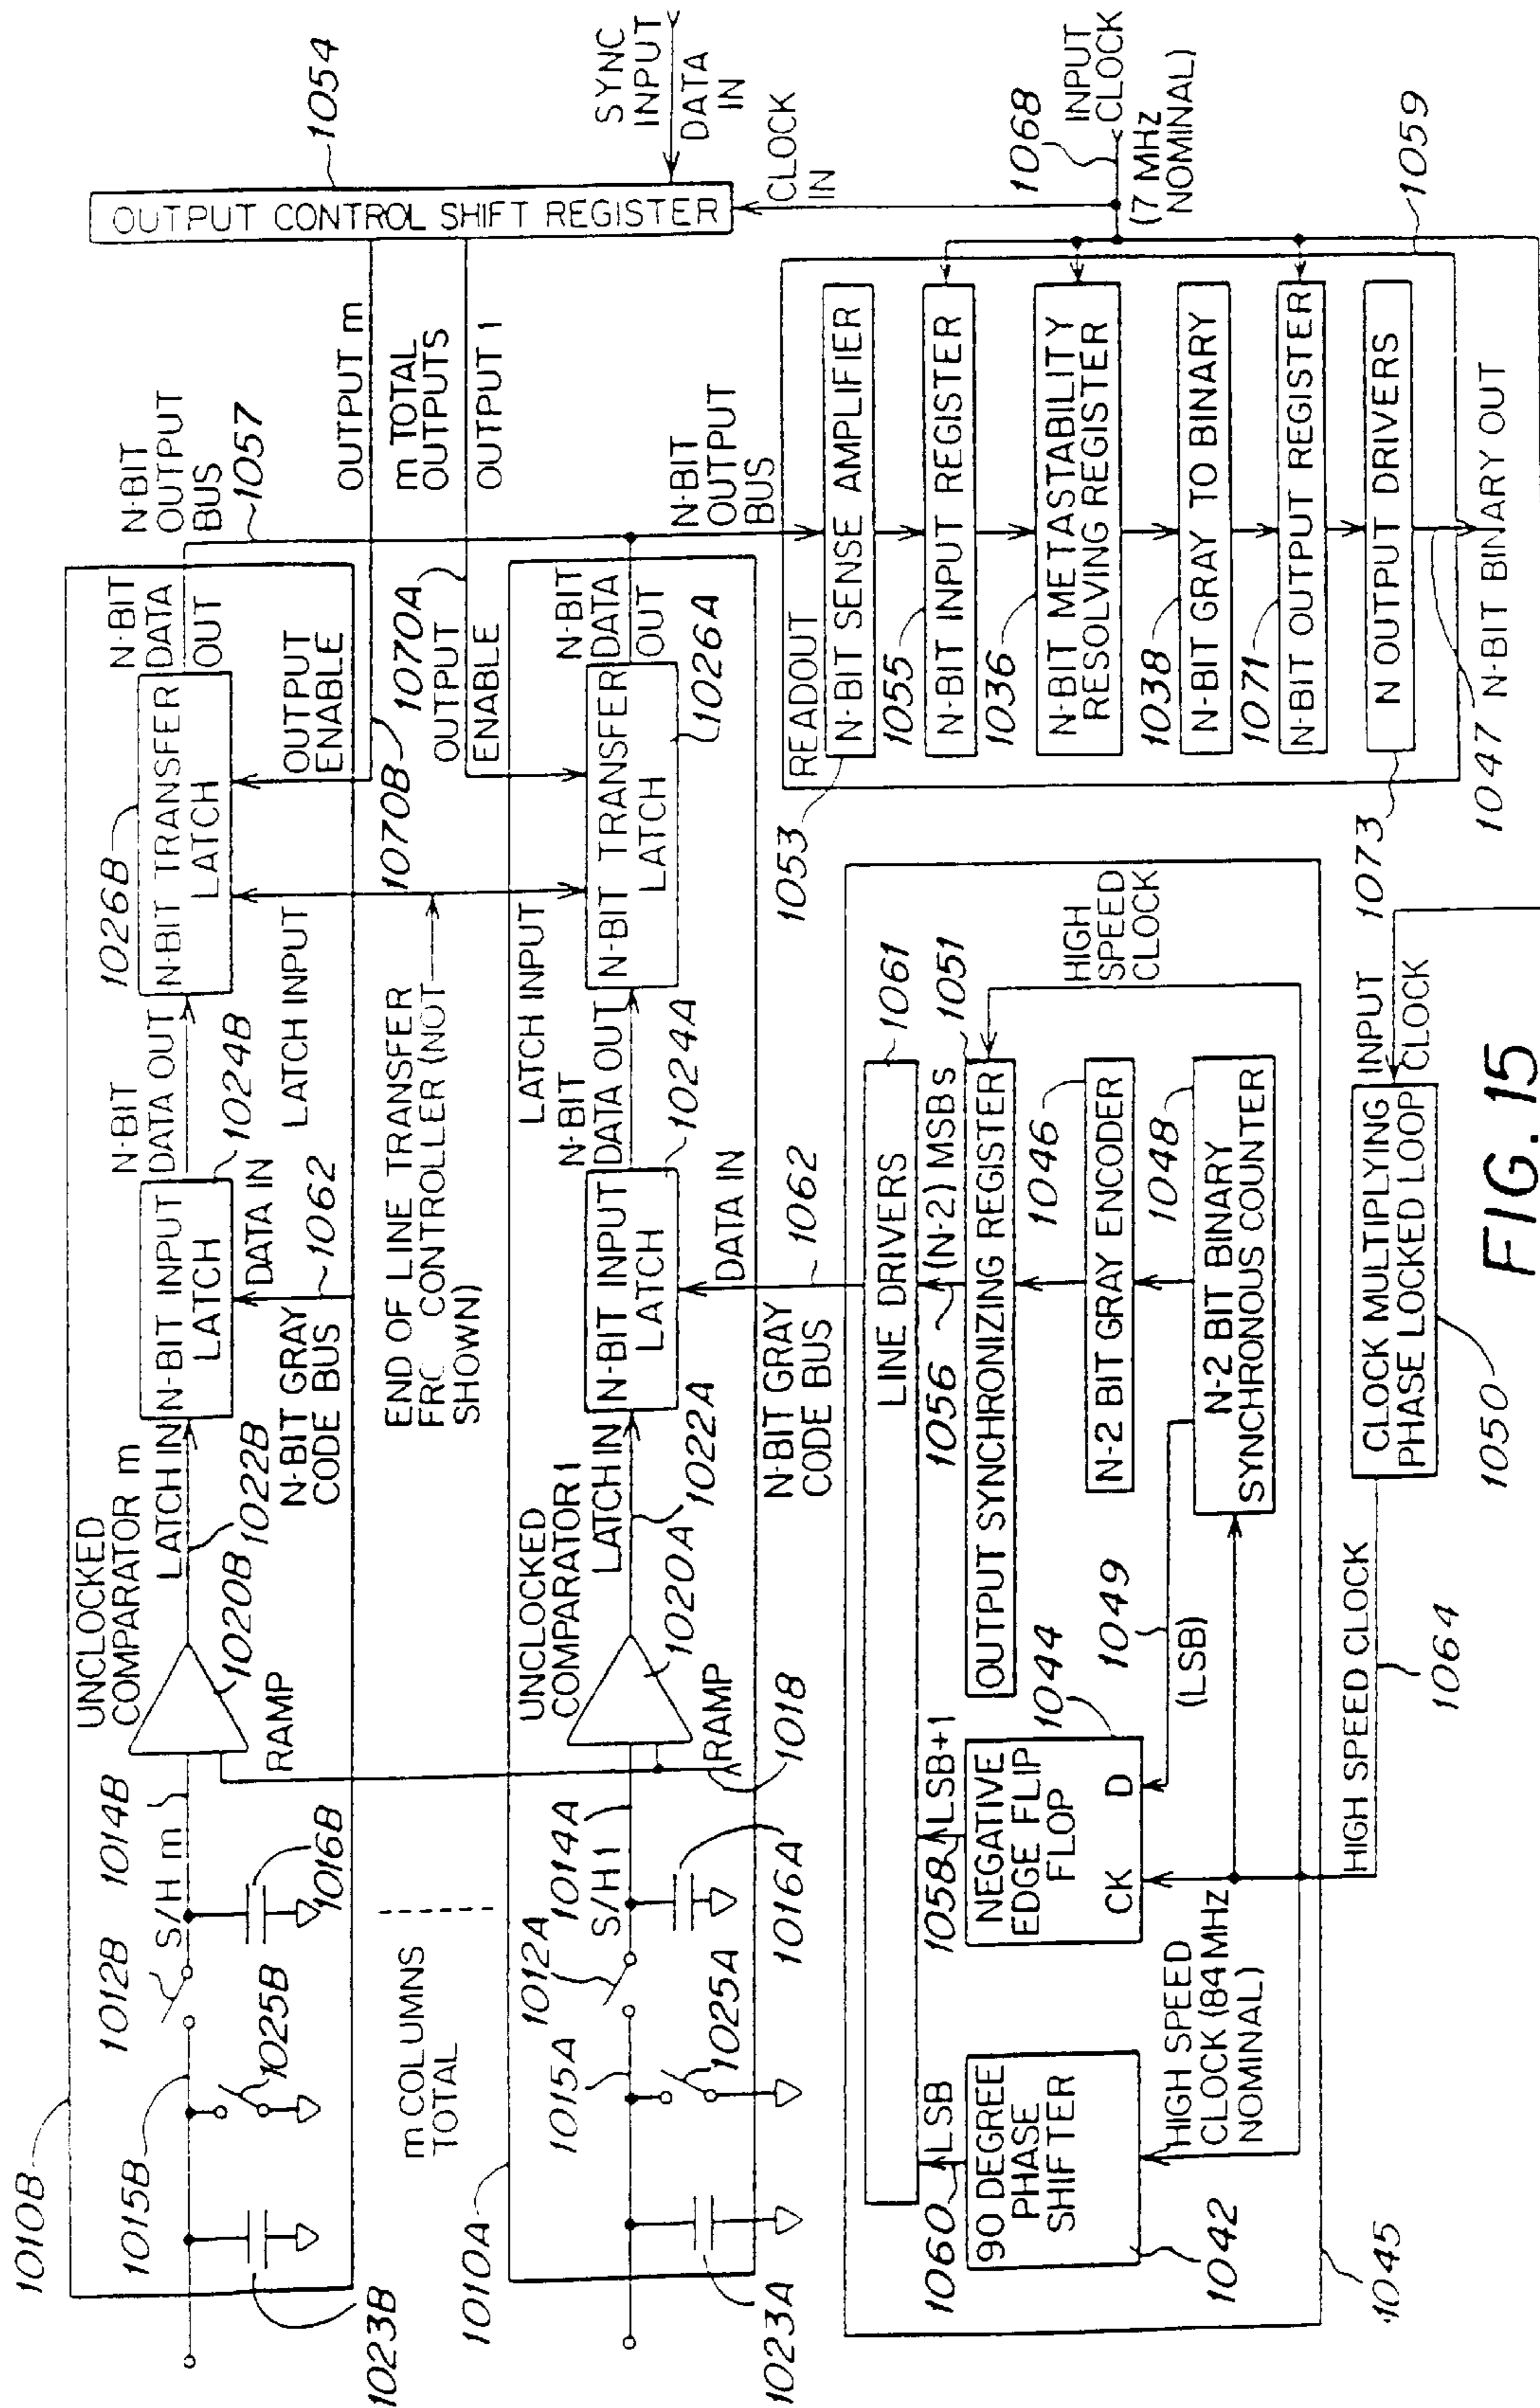 1010B
1015B
1012B
S/H m
1014B
1025B
1016B
1023B
UNCLOCKED
COMPARATOR m
LATCH IN
1020B
1022B
RAMP
N-BIT INPUT
LATCH
1024B
N-BIT
DATA OUT
DATA IN
N-BIT GRAY
CODE BUS
1062
1026B
N-BIT TRANSFER
LATCH
LATCH INPUT
N-BIT
DATA
OUT
OUTPUT
ENABLE
N-BIT
OUTPUT
BUS
1057
OUTPUT CONTROL SHIFT REGISTER
1054
OUTPUT m
m TOTAL
OUTPUTS
OUTPUT 1
SYNC
INPUT
DATA
IN
CLOCK
IN
m COLUMNS
TOTAL
END OF LINE TRANSFER
CONTROLLER (NOT
SHOWN)
1070B
1070A
1010A
1015A
1012A
S/H 1
1014A
1025A
1016A
1023A
UNCLOCKED
COMPARATOR 1
LATCH IN
1020A
1022A
RAMP
1018
N-BIT INPUT
LATCH
1024A
N-BIT
DATA OUT
DATA IN
N-BIT GRAY
CODE BUS
1062
LATCH INPUT
N-BIT TRANSFER
LATCH
1026A
OUTPUT
ENABLE
N-BIT
DATA
OUT
N-BIT
OUTPUT
BUS
1068
INPUT
CLOCK
(7 MHz
NOMINAL)
LINE DRIVERS
1061
1060
LSB
1058
LSB+1
1056
(N-2) MSBs
1051
90 DEGREE
PHASE
SHIFTER
1042
NEGATIVE
EDGE FLIP
FLOP
CK
D
1044
OUTPUT SYNCHRONIZING REGISTER
N-2 BIT GRAY ENCODER
1046
N-2 BIT BINARY
SYNCHRONOUS COUNTER
1048
1049
(LSB)
HIGH
SPEED
CLOCK
HIGH SPEED
CLOCK (84 MHz
NOMINAL)
1045
HIGH SPEED CLOCK
1064
CLOCK MULTIPLYING
PHASE LOCKED LOOP
1050
INPUT
CLOCK
READOUT
1053
N-BIT SENSE AMPLIFIER
1055
N-BIT INPUT REGISTER
1036
N-BIT METASTABILITY
RESOLVING REGISTER
1038
N-BIT GRAY TO BINARY
1071
N-BIT OUTPUT REGISTER
N OUTPUT DRIVERS
1073
1059
1047
N-BIT BINARY OUT
FIG. 15